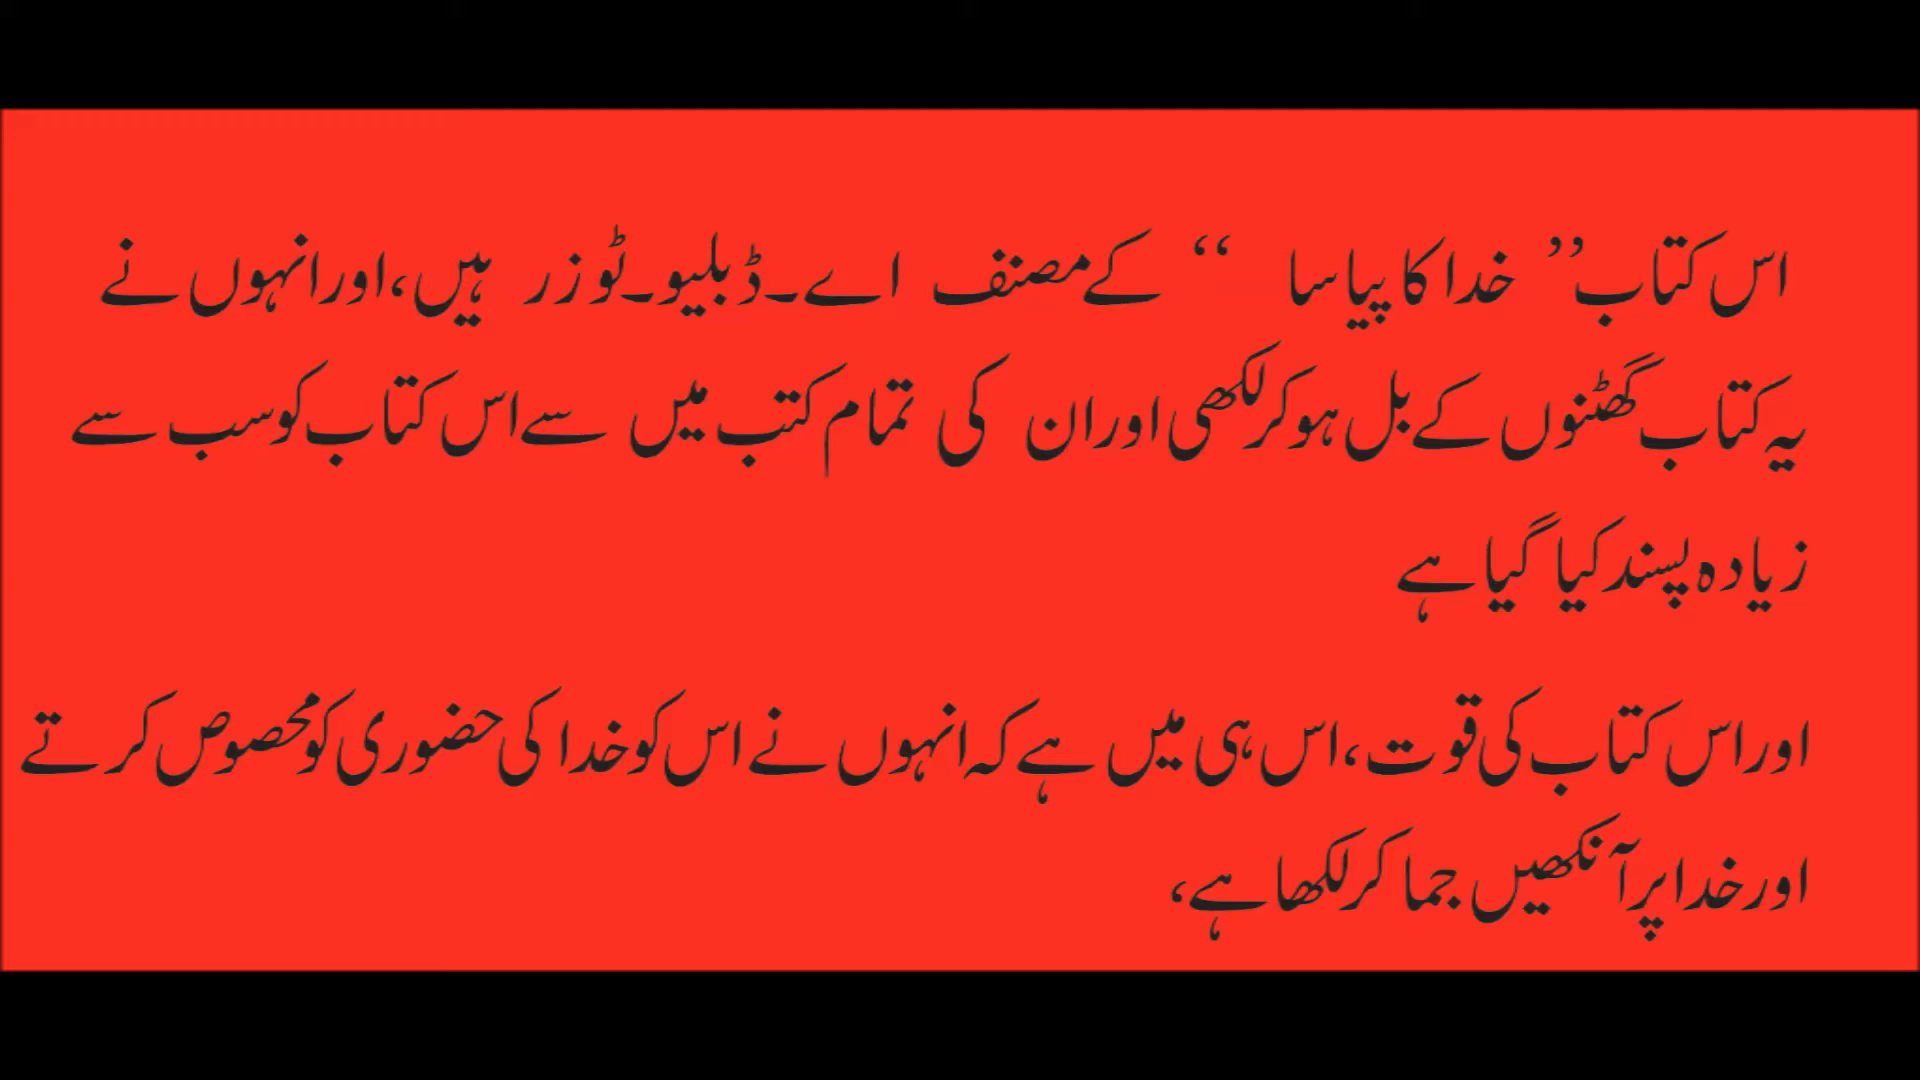 اس کتاب’’ خدا کا پیاسا ‘‘ کے مصنف اے۔ڈبلیو۔ٹوزر ہیں،اور انہوں نے
یہ کتاب گھٹنوں کے بل ہو کر لکھی اور ان کی تمام کتب میں سے اس کتاب کو سب سے
زیادہ پسند کیا گیا ہے
اور اس کتاب کی قوت،اس ہی میں ہے کہ انہوں نے اس کو خدا کی حضوری کو مخصوص کرتے
اور خدا پر آنکھیں جما کر لکھا ہے،